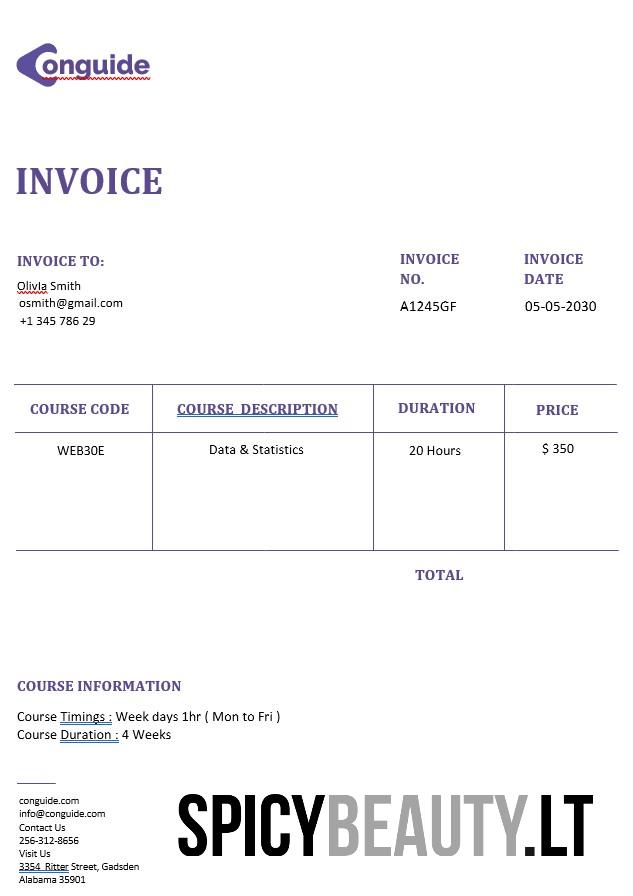 Conguide
INVOICE
INVOICE TO:
Olivia Smith
osmith@gmail.com
+1 345 786 29
INVOICE NO.
A1245GF
INVOICE DATE
05-05-2030
COURSE CODE COURSE DESCRIPTION DURATION PRICE
WEB30E Data & Statistics 20 Hours $ 350
TOTAL
COURSE INFORMATION
Course Timings : Week days 1hr ( Mon to Fri )
Course Duration : 4 Weeks
conguide.com
info@conguide.com
Contact Us
256-312-8656
Visit Us
3354 Ritter Street, Gadsden
Alabama 35901
SPICYBEAUTY.LT